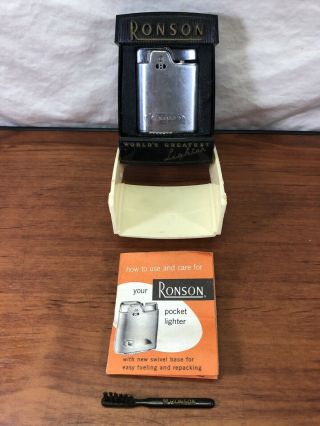 RONSON
WORLD'S GREATEST
Lighter
how to use and care for
your RONSON
pocket
lighter
with new swivel base for
easy fueling and repacking
RONSON